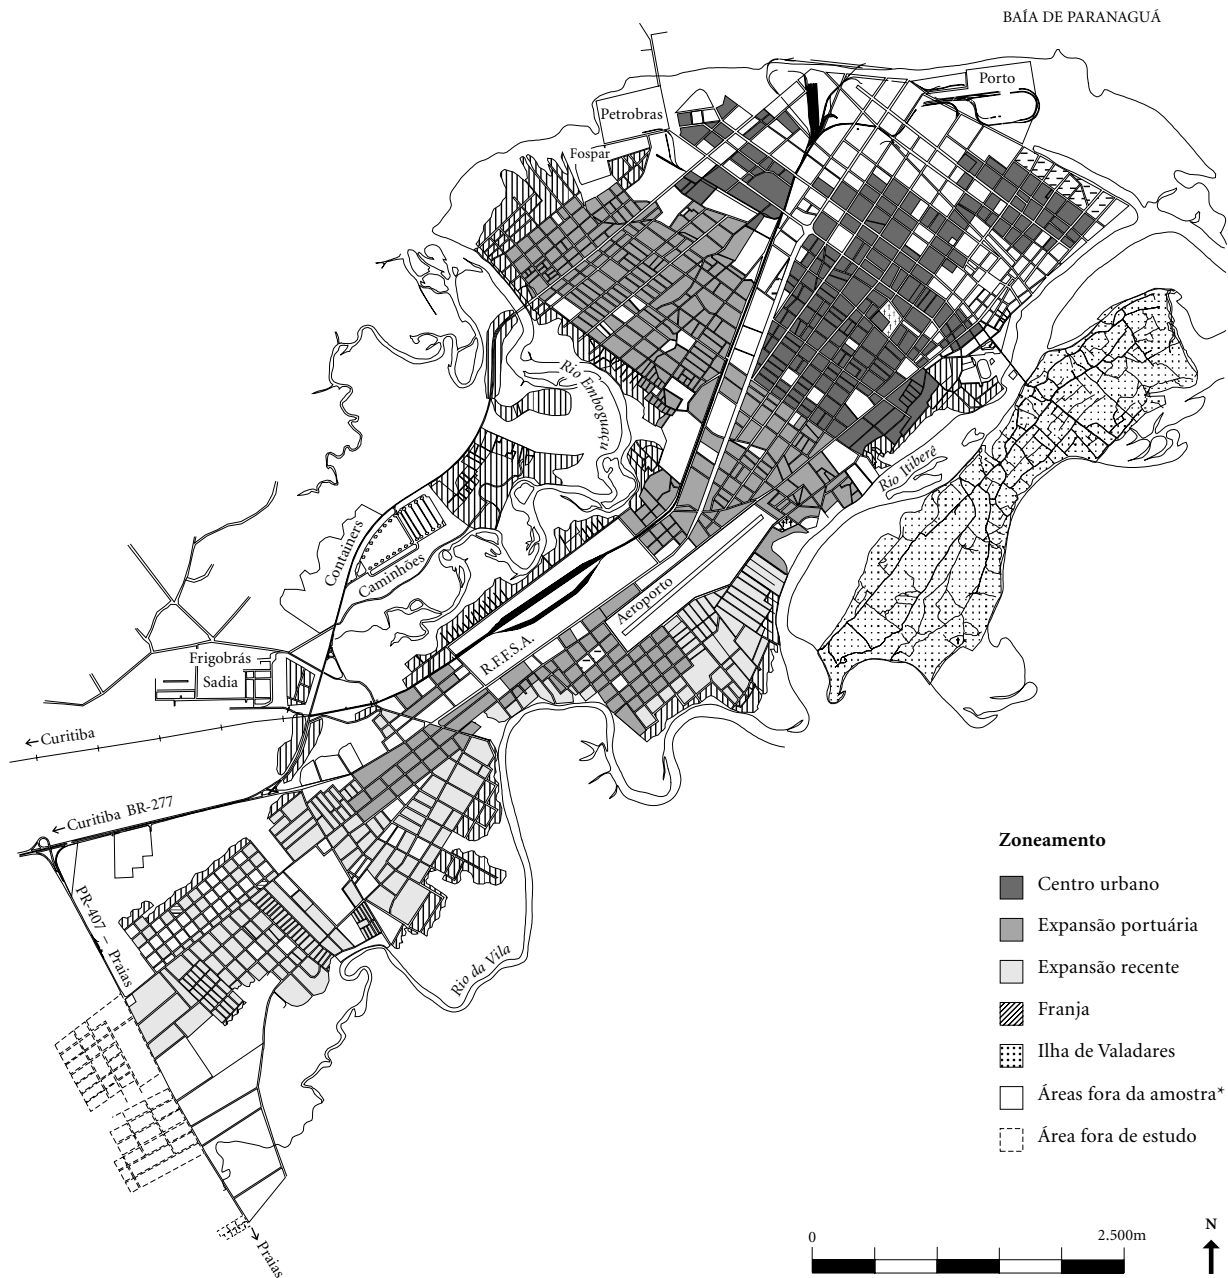 BAÍA DE PARANAGUÁ
Porto
Petrobras
Fospar
Rio Emboguaçu
Rio Itiberê
Containers
Caminhões
Aeroporto
R.F.F.S.A.
Frigobrás
Sadia
←Curitiba
←Curitiba BR-277
PR-407 – Praias
Rio da Vila
→Praias
Zoneamento
Centro urbano
Expansão portuária
Expansão recente
Franja
Ilha de Valadares
Áreas fora da amostra*
Área fora de estudo
0 2.500m
N